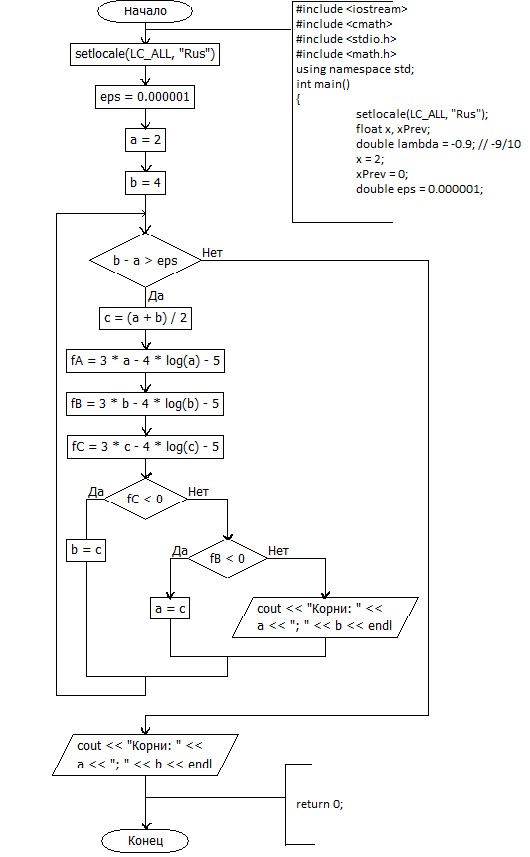 Начало
#include <iostream>
#include <cmath>
#include <stdio.h>
#include <math.h>
using namespace std;
int main()
{
setlocale(LC_ALL, "Rus");
float x, xPrev;
double lambda = -0.9; // -9/10
x = 2;
xPrev = 0;
double eps = 0.000001;
setlocale(LC_ALL, "Rus")
eps = 0.000001
a = 2
b = 4
b - a > eps
Нет
Да
c = (a + b) / 2
fA = 3 * a - 4 * log(a) - 5
fB = 3 * b - 4 * log(b) - 5
fC = 3 * c - 4 * log(c) - 5
Да
fC < 0
Нет
b = c
Да
fB < 0
Нет
a = c
cout << "Корни: " <<
a << "; " << b << endl
cout << "Корни: " <<
a << "; " << b << endl
return 0;
Конец